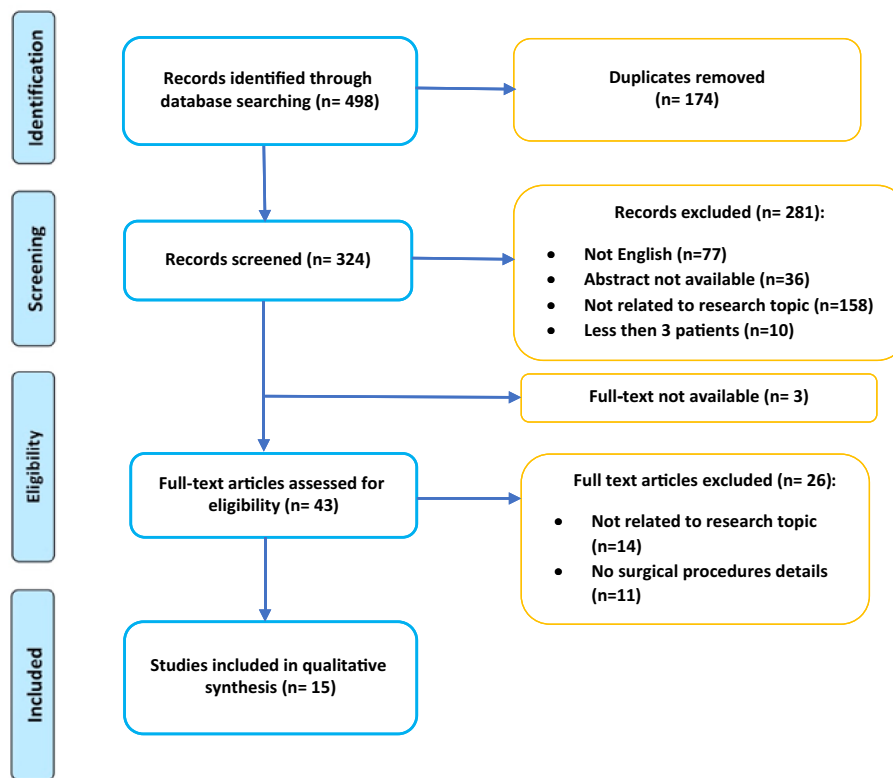 Identification
Records identified through
database searching (n= 498)
Duplicates removed
(n= 174)
Screening
Records screened (n= 324)
Records excluded (n= 281):
• Not English (n=77)
• Abstract not available (n=36)
• Not related to research topic (n=158)
• Less then 3 patients (n=10)
Full-text not available (n= 3)
Eligibility
Full-text articles assessed for
eligibility (n= 43)
Full text articles excluded (n= 26):
• Not related to research topic
(n=14)
• No surgical procedures details
(n=11)
Included
Studies included in qualitative
synthesis (n= 15)